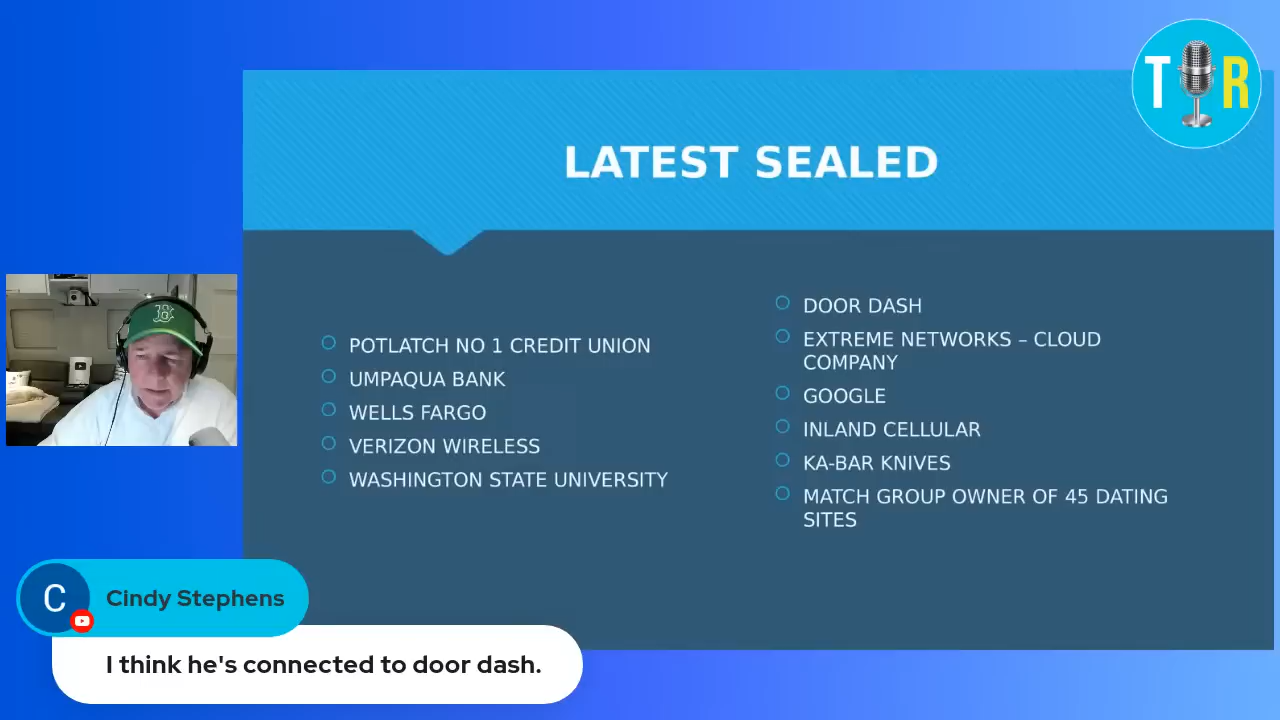 T R
LATEST SEALED
POTLATCH NO 1 CREDIT UNION
UMPAQUA BANK
WELLS FARGO
VERIZON WIRELESS
WASHINGTON STATE UNIVERSITY
DOOR DASH
EXTREME NETWORKS – CLOUD
COMPANY
GOOGLE
INLAND CELLULAR
KA-BAR KNIVES
MATCH GROUP OWNER OF 45 DATING
SITES
B
C
Cindy Stephens
I think he's connected to door dash.